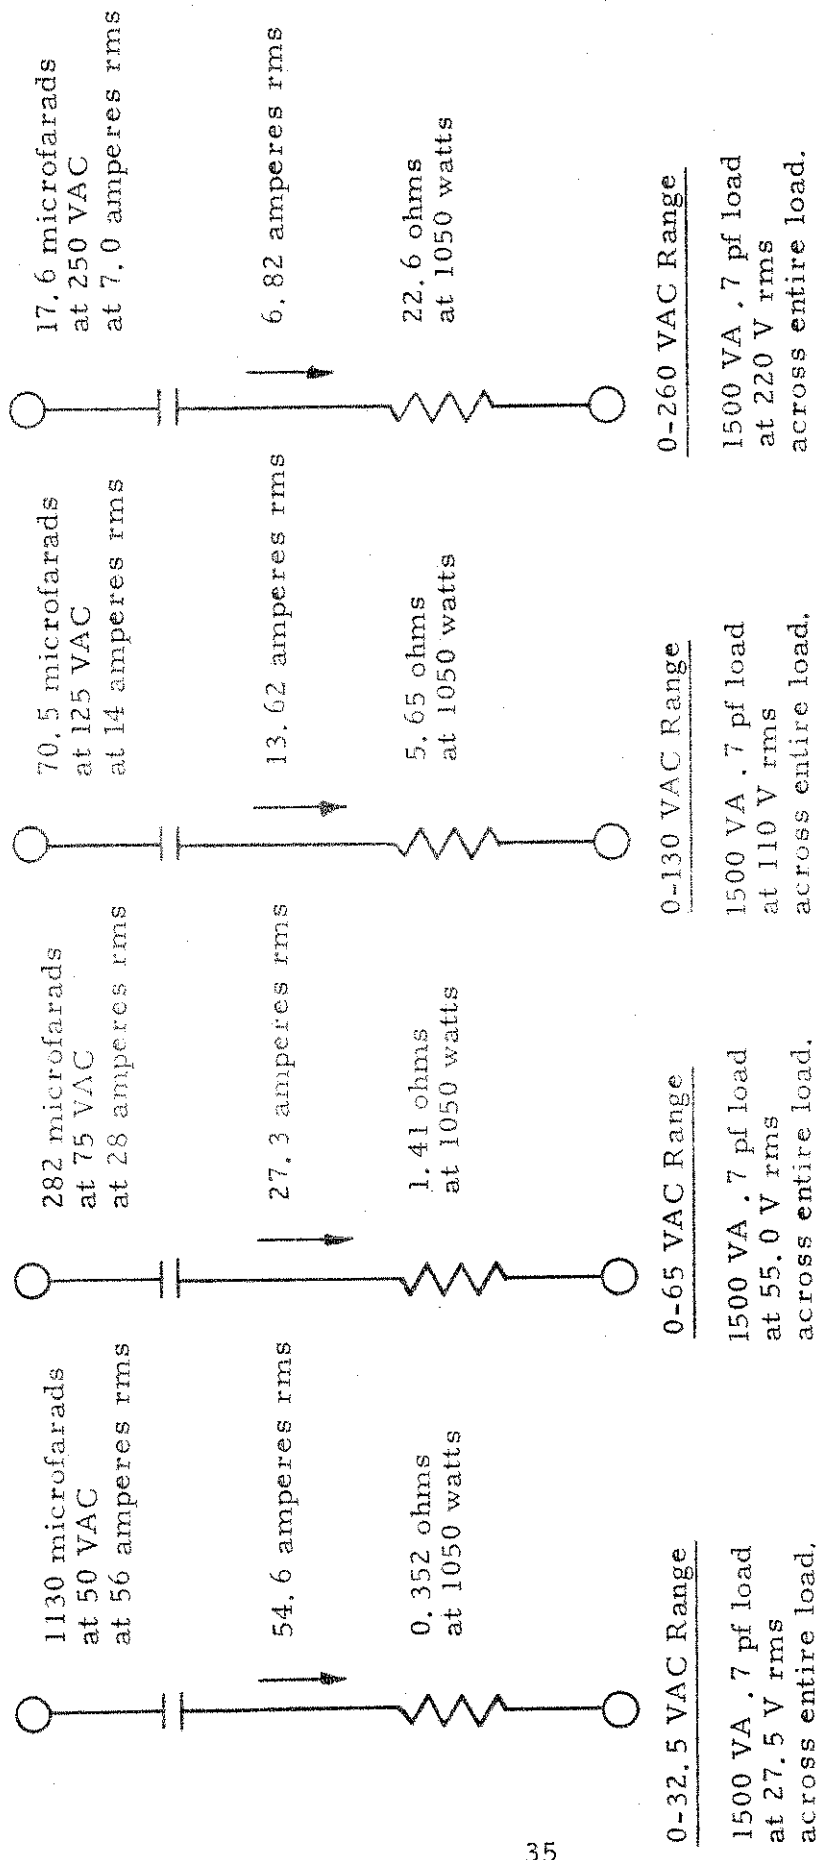 1130 microfarads
at 50 VAC
at 56 amperes rms
54.6 amperes rms
0.352 ohms
at 1050 watts
0-32.5 VAC Range
1500 VA .7 pf load
at 27.5 V rms
across entire load.
282 microfarads
at 75 VAC
at 28 amperes rms
27.3 amperes rms
1.41 ohms
at 1050 watts
0-65 VAC Range
1500 VA .7 pf load
at 55.0 V rms
across entire load.
70.5 microfarads
at 125 VAC
at 14 amperes rms
13.62 amperes rms
5.65 ohms
at 1050 watts
0-130 VAC Range
1500 VA .7 pf load
at 110 V rms
across entire load.
17.6 microfarads
at 250 VAC
at 7.0 amperes rms
6.82 amperes rms
22.6 ohms
at 1050 watts
0-260 VAC Range
1500 VA .7 pf load
at 220 V rms
across entire load.
35